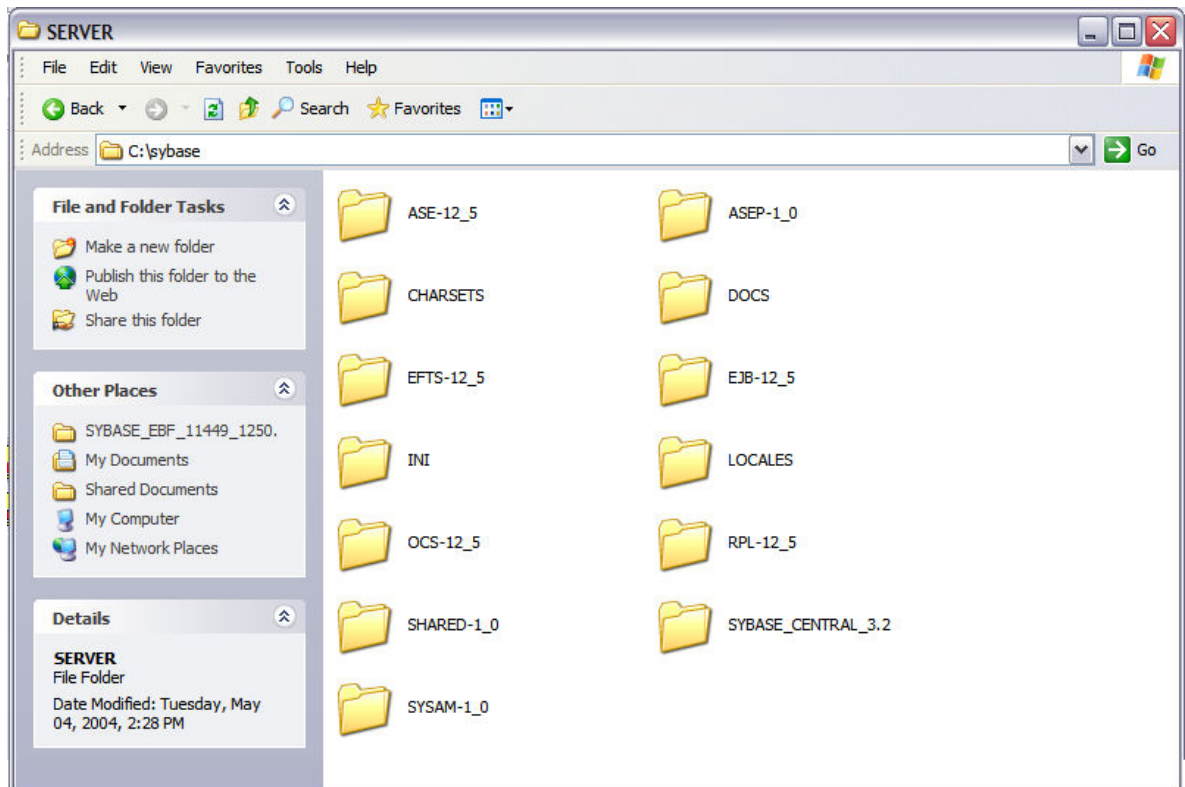 SERVER
File Edit View Favorites Tools Help
Back Search Favorites
Address C:\sybase Go
File and Folder Tasks
Make a new folder
Publish this folder to the
Web
Share this folder
Other Places
SYBASE_EBF_11449_1250.
My Documents
Shared Documents
My Computer
My Network Places
Details
SERVER
File Folder
Date Modified: Tuesday, May
04, 2004, 2:28 PM
ASE-12_5 ASEP-1_0
CHARSETS DOCS
EFTS-12_5 EJB-12_5
INI LOCALES
OCS-12_5 RPL-12_5
SHARED-1_0 SYBASE_CENTRAL_3.2
SYSAM-1_0